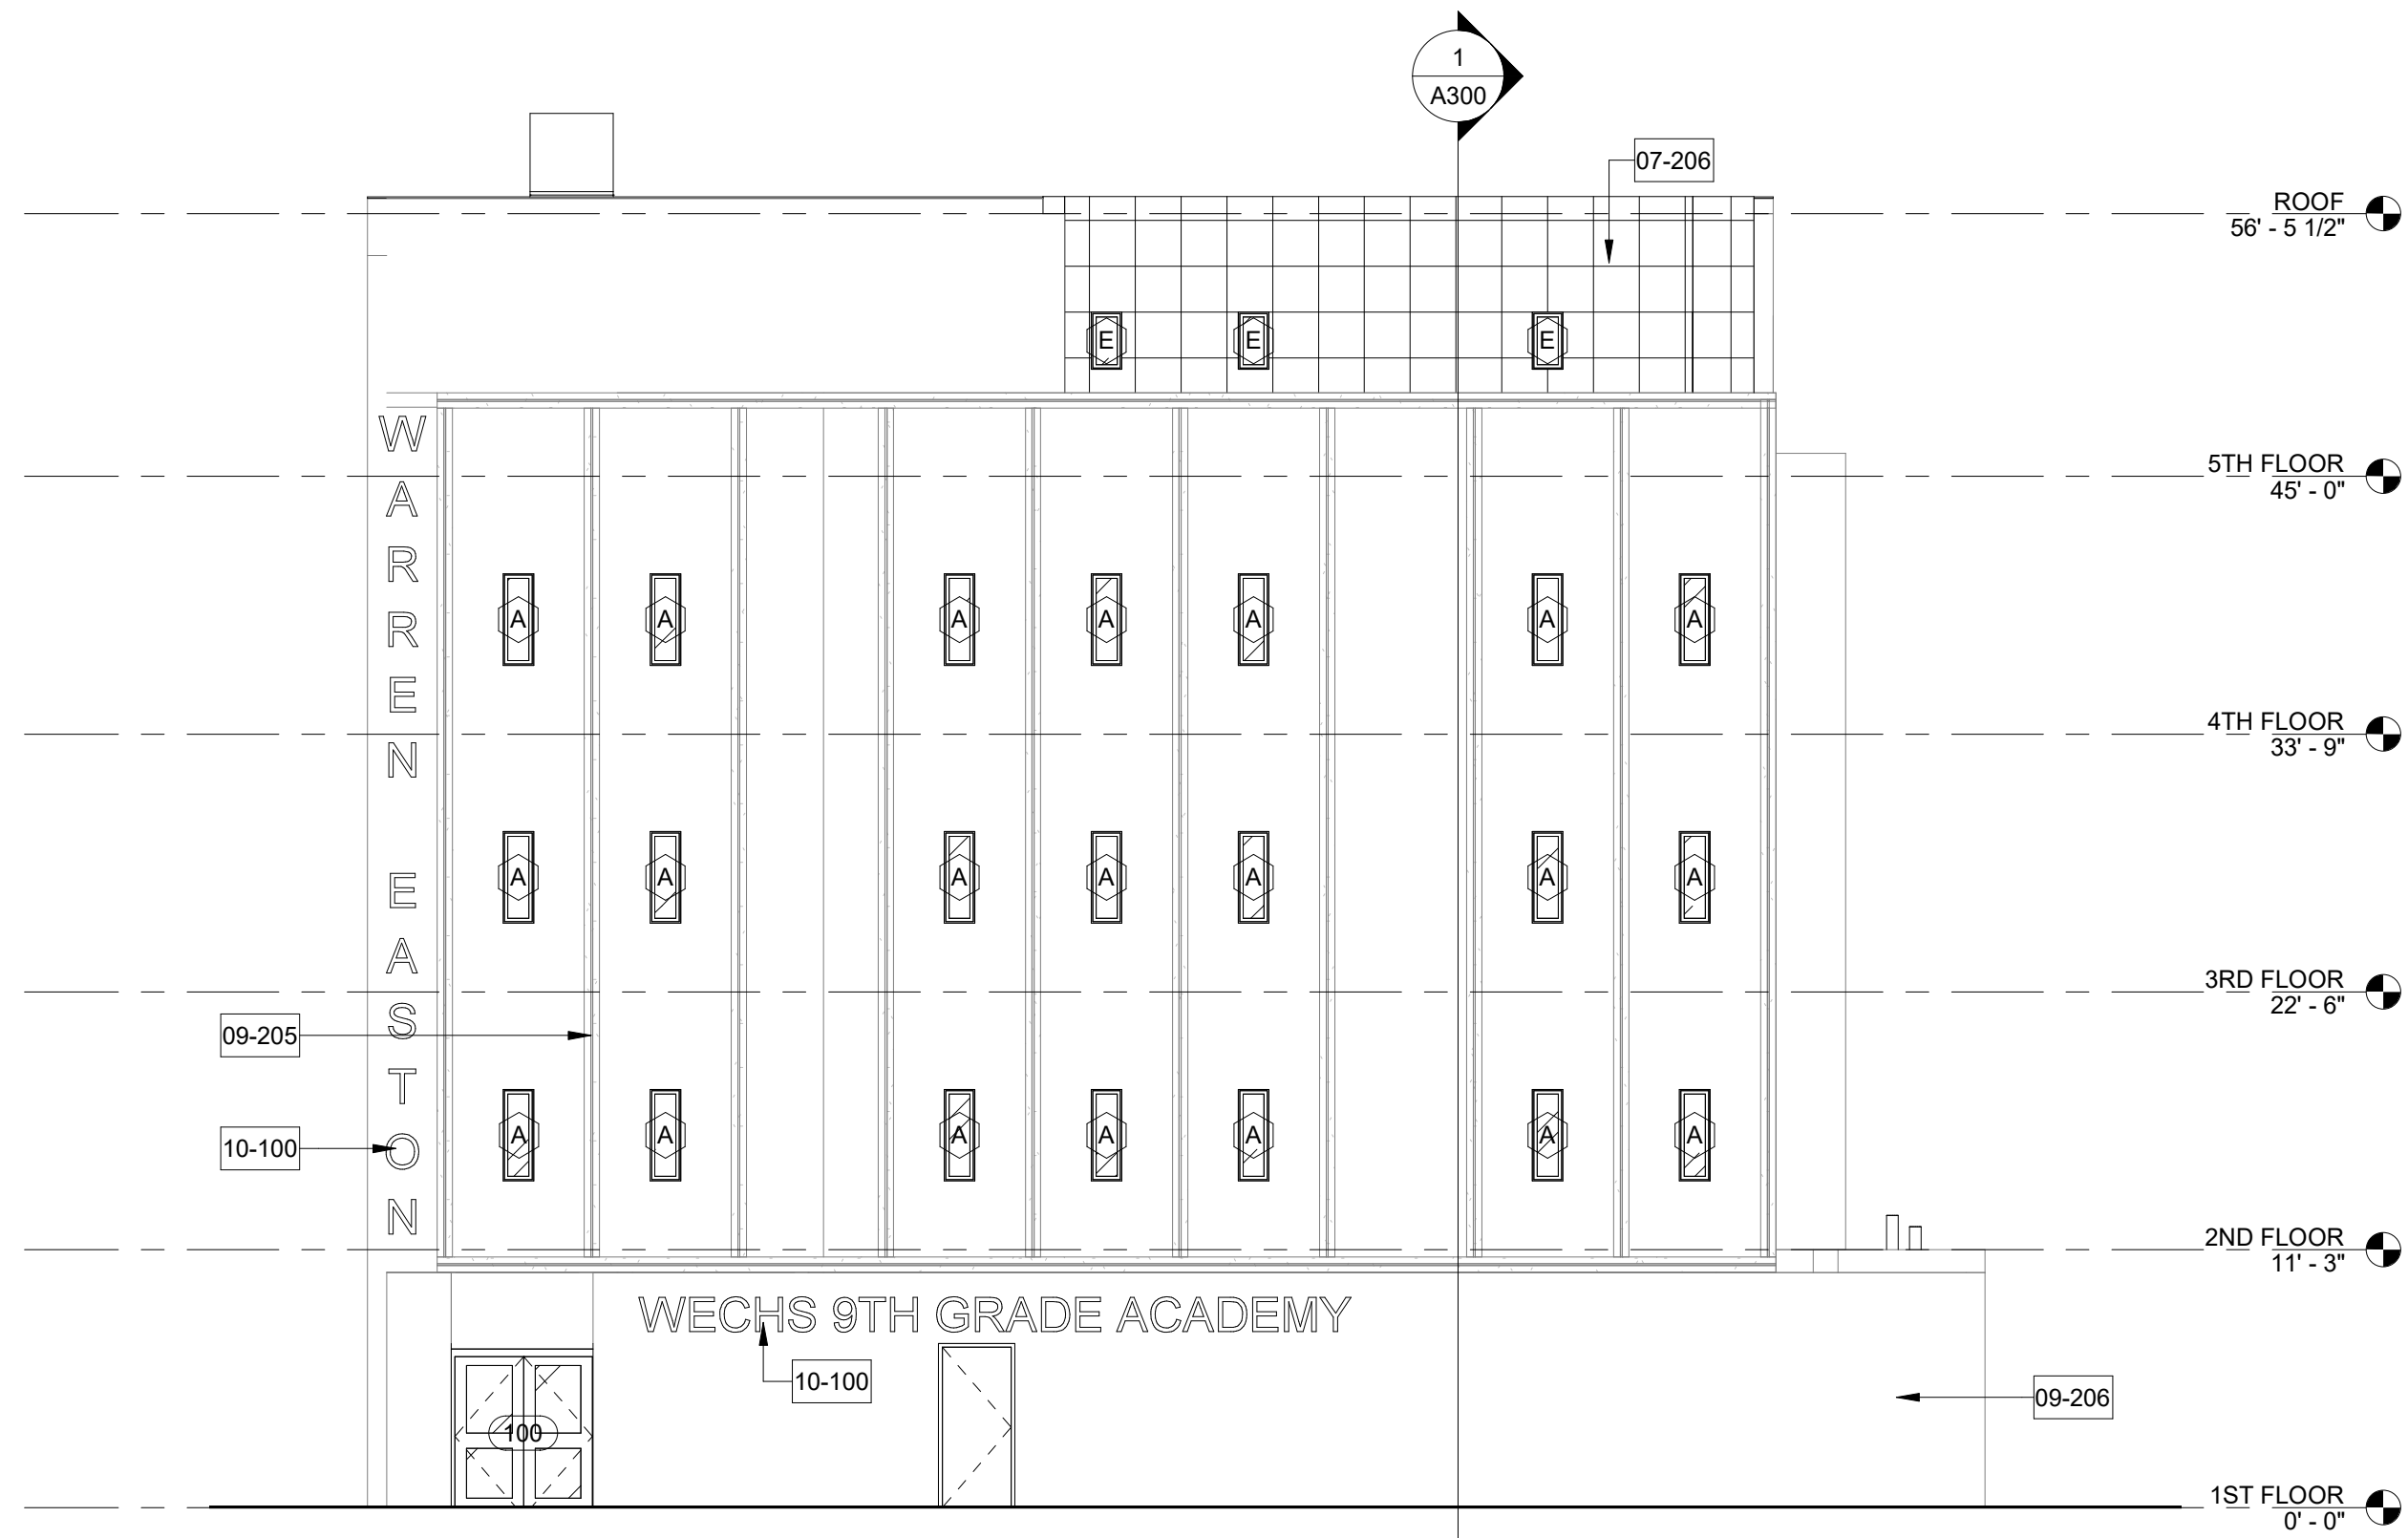 1
A300
07-206
ROOF
56' - 5 1/2"
E E E
5TH FLOOR
45' - 0"
A A A A A A A
4TH FLOOR
33' - 9"
A A A A A A A
3RD FLOOR
22' - 6"
09-205
A A A A A A A
10-100
WARREN EASTON
2ND FLOOR
11' - 3"
WECHS 9TH GRADE ACADEMY
10-100
09-206
100
1ST FLOOR
0' - 0"